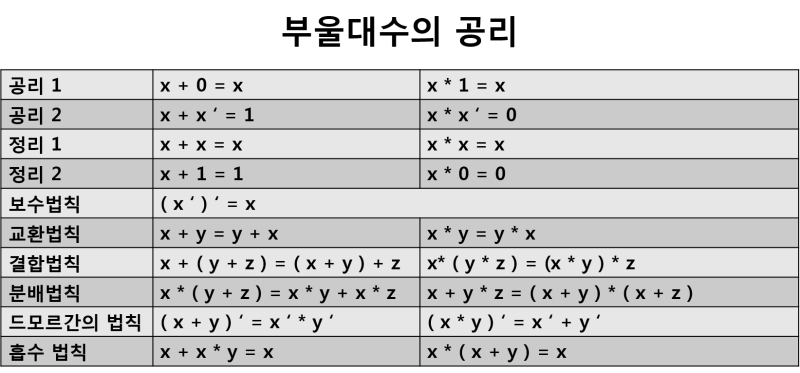 부울대수의 공리
공리 1 x + 0 = x x * 1 = x
공리 2 x + x ‘ = 1 x * x ‘ = 0
정리 1 x + x = x x * x = x
정리 2 x + 1 = 1 x * 0 = 0
보수법칙 ( x ‘ ) ‘ = x
교환법칙 x + y = y + x x * y = y * x
결합법칙 x + ( y + z ) = ( x + y ) + z x* ( y * z ) = (x * y ) * z
분배법칙 x * ( y + z ) = x * y + x * z x + y * z = ( x + y ) * ( x + z )
드모르간의 법칙 ( x + y ) ‘ = x ‘ * y ‘ ( x * y ) ‘ = x ‘ + y ‘
흡수 법칙 x + x * y = x x * ( x + y ) = x